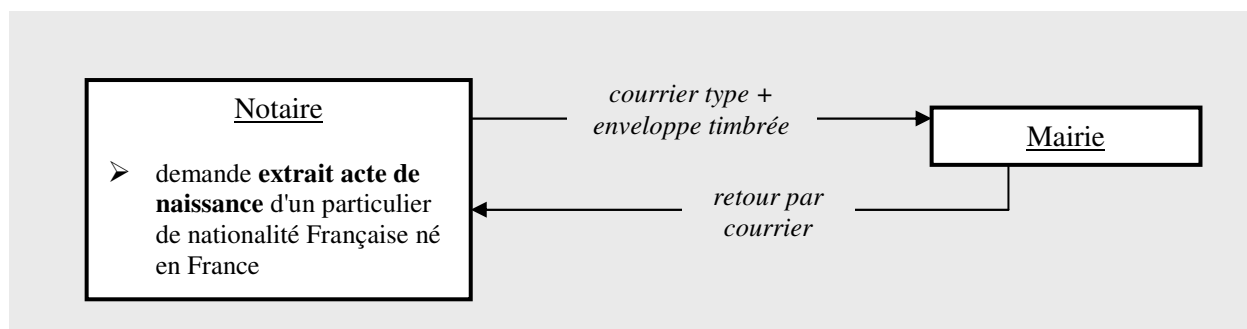 Notaire
➢ demande extrait acte de
naissance d'un particulier
de nationalité Française né
en France
courrier type +
enveloppe timbrée
Mairie
retour par
courrier